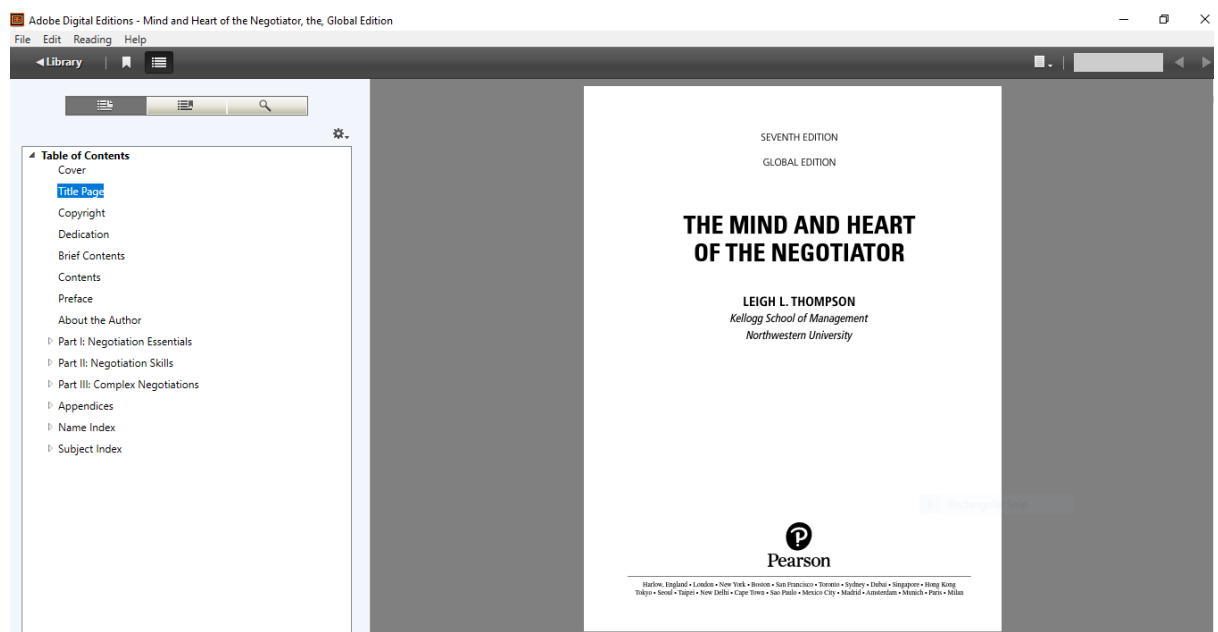 Adobe Digital Editions - Mind and Heart of the Negotiator, the, Global Edition
File Edit Reading Help
Library
Table of Contents
Cover
Title Page
Copyright
Dedication
Brief Contents
Contents
Preface
About the Author
Part I: Negotiation Essentials
Part II: Negotiation Skills
Part III: Complex Negotiations
Appendices
Name Index
Subject Index
SEVENTH EDITION
GLOBAL EDITION
THE MIND AND HEART
OF THE NEGOTIATOR
LEIGH L. THOMPSON
Kellogg School of Management
Northwestern University
Pearson
Harlow, England • London • New York • Boston • San Francisco • Toronto • Sydney • Dubai • Singapore • Hong Kong
Tokyo • Seoul • Taipei • New Delhi • Cape Town • Sao Paulo • Mexico City • Madrid • Amsterdam • Munich • Paris • Milan